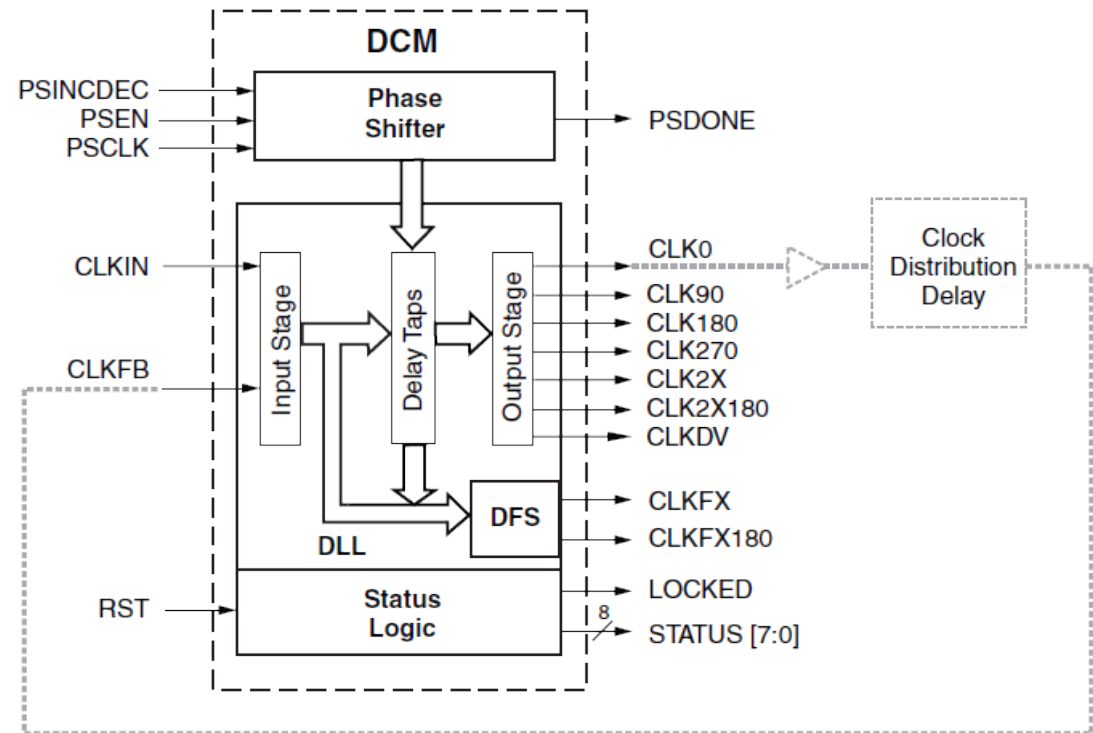 DCM
PSINCDEC
PSEN
PSCLK
Phase
Shifter
PSDONE
CLKIN
CLKFB
Input Stage
Delay Taps
Output Stage
CLK0
CLK90
CLK180
CLK270
CLK2X
CLK2X180
CLKDV
Clock
Distribution
Delay
DFS
DLL
CLKFX
CLKFX180
RST
Status
Logic
LOCKED
8
STATUS [7:0]